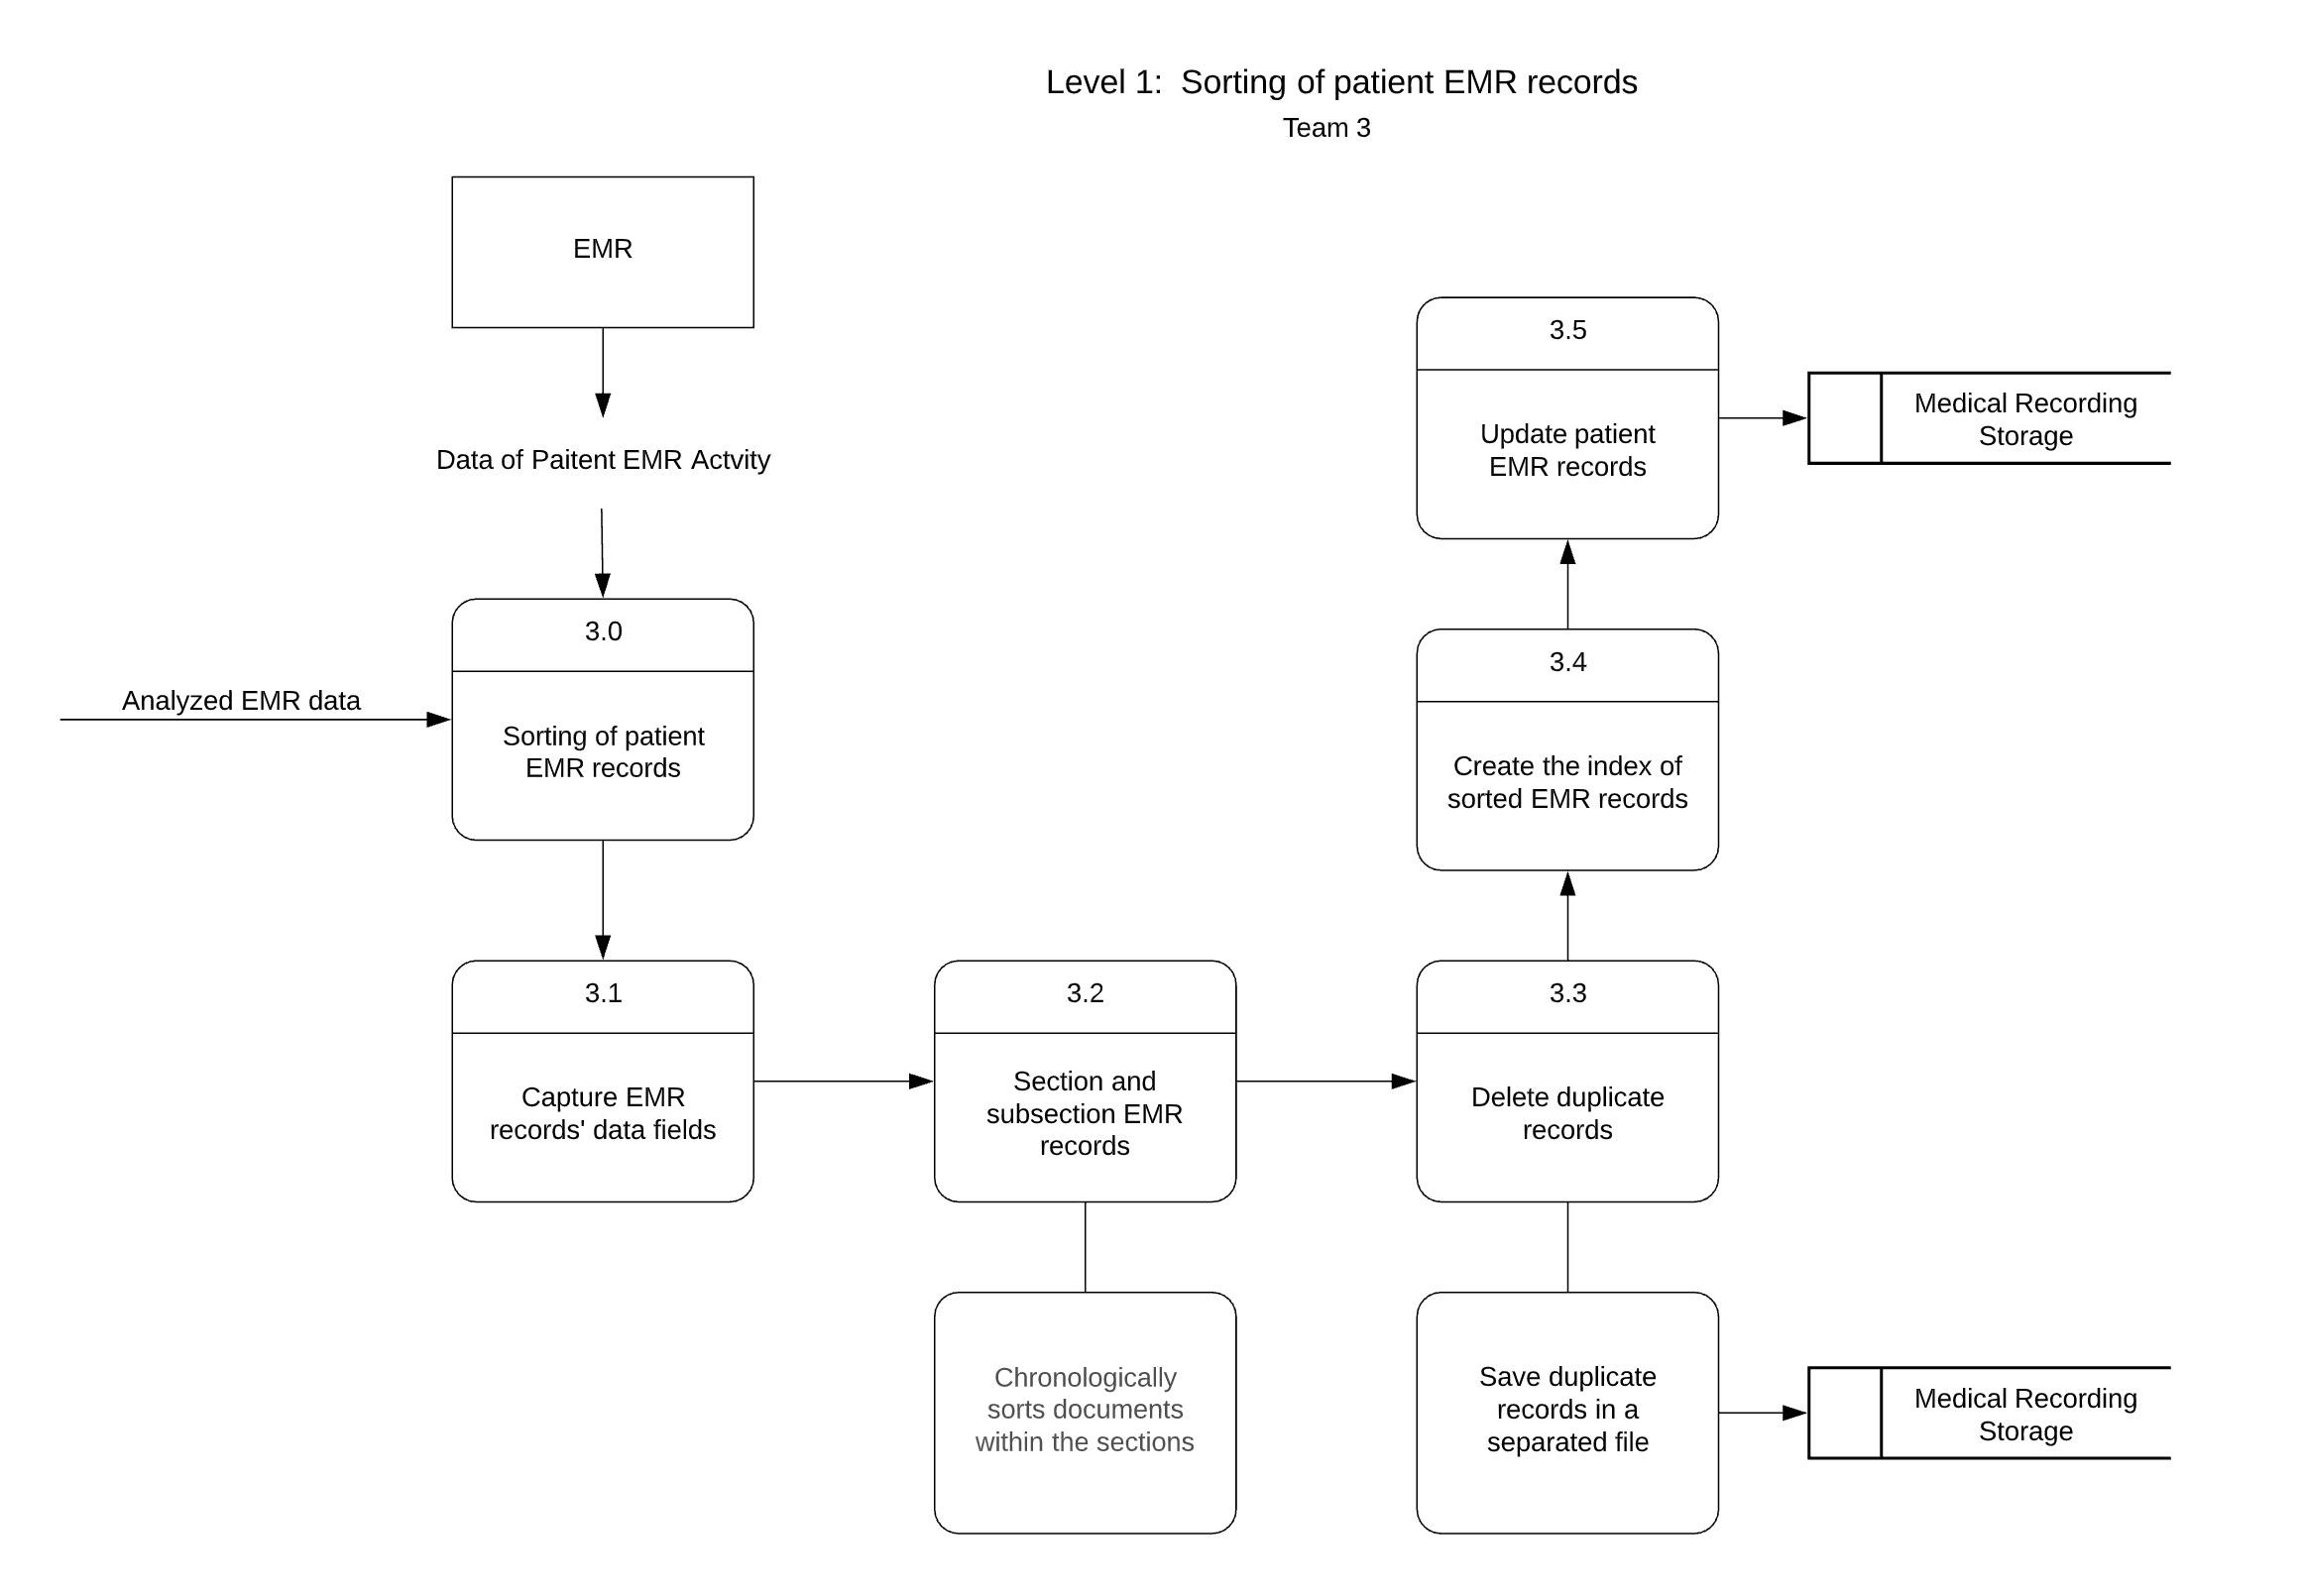 Level 1:  Sorting of patient EMR records
Team 3
EMR
Data of Paitent EMR Actvity
Analyzed EMR data
3.0
Sorting of patient
EMR records
3.1
Capture EMR
records' data fields
3.2
Section and
subsection EMR
records
Chronologically
sorts documents
within the sections
3.3
Delete duplicate
records
Save duplicate
records in a
separated file
Medical Recording
Storage
3.4
Create the index of
sorted EMR records
3.5
Update patient
EMR records
Medical Recording
Storage